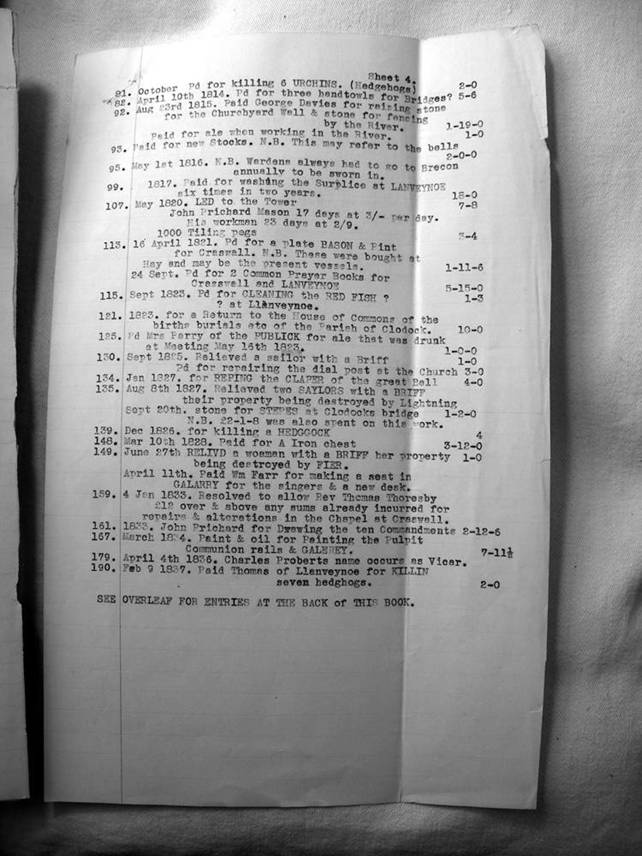 Sheet 4.
81. October Pd for killing 6 URCHINS. (Hedgehogs) 2-0
82. April 10th 1814. Pd for three handtowls for Bridges? 5-6
92. Aug 23rd 1815. Paid George Davies for raising stone
for the Churchyard Wall & stone for fencing
by the River. 1-19-0
Paid for ale when working in the River. 1-0
93. Paid for new Stocks. N.B. This may refer to the bells
2-0-0
95. May 1st 1816. N.B. Wardens always had to go to Brecon
annually to be sworn in.
99. 1817. Paid for washing the Surplice at LANVEYNOE
six times in two years. 18-0
107. May 1820. LED to the Tower 7-8
John Prichard Mason 17 days at 3/- per day.
His workman 23 days at 2/9.
1000 Tiling pegs 3-4
113. 16 April 1821. Pd for a plate BASON & Pint
for Craswall. N.B. These were bought at
Hay and may be the present vessels. 1-11-6
24 Sept. Pd for 2 Common Prayer Books for
Craswall and LANVEYNOE 5-15-0
115. Sept 1823. Pd for CLEANING the RED FISH ? 1-3
? at Llanveynoe.
121. 1823. for a Return to the House of Commons of the
births burials etc of the Parish of Clodock. 10-0
125. Pd Mrs Parry of the PUBLICK for ale that was drunk
at Meeting May 16th 1823. 1-0-0
130. Sept 1825. Relieved a sailor with a Briff 1-0
Pd for repairing the dial post at the Church 3-0
134. Jan 1827. for REPING the CLAPER of the great Bell 4-0
135. Aug 8th 1827. Relieved two SAYLORS with a BRIFF
their property being destroyed by Lightning
Sept 20th. stone for STEPES at Clodocks bridge 1-2-0
N.B. 22-1-8 was also spent on this work.
139. Dec 1826. for killing a HEDGGOCK 4
148. Mar 10th 1828. Paid for A Iron chest 3-12-0
149. June 27th RELIVD a woaman with a BRIFF her property 1-0
being destroyed by FIER.
April 11th. Paid Wm Farr for making a seat in
GALARRY for the singers & a new desk.
159. 4 Jan 1833. Resolved to allow Rev Thomas Thoresby
£12 over & above any sums already incurred for
repairs & alterations in the Chapel at Craswall.
161. 1833. John Prichard for Drawing the ten Commandments 2-12-6
167. March 1834. Paint & oil for Painting the Pulpit
Communion rails & GALEREY. 7-11½
179. April 4th 1836. Charles Proberts name occurs as Vicar.
190. Feb 9 1837. Paid Thomas of Llanveynoe for KILLIN
seven hedghogs. 2-0
SEE OVERLEAF FOR ENTRIES AT THE BACK of THIS BOOK.